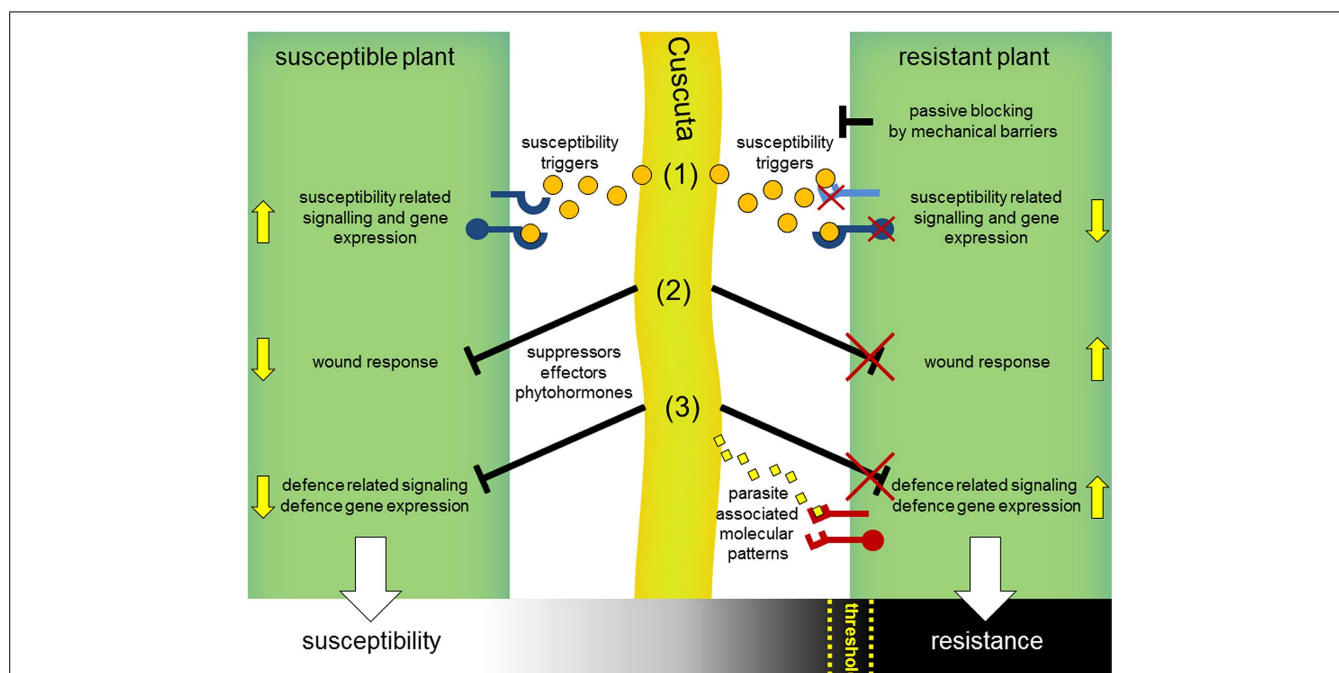 susceptible plant
Cuscuta
resistant plant
passive blocking
by mechanical barriers
susceptibility
triggers
(1)
susceptibility
triggers
susceptibility related
signalling and gene
expression
susceptibility related
signalling and gene
expression
(2)
wound response
suppressors
effectors
phytohormones
wound response
(3)
defence related signaling
defence gene expression
parasite
associated
molecular
patterns
defence related signaling
defence gene expression
susceptibility
threshol
resistance